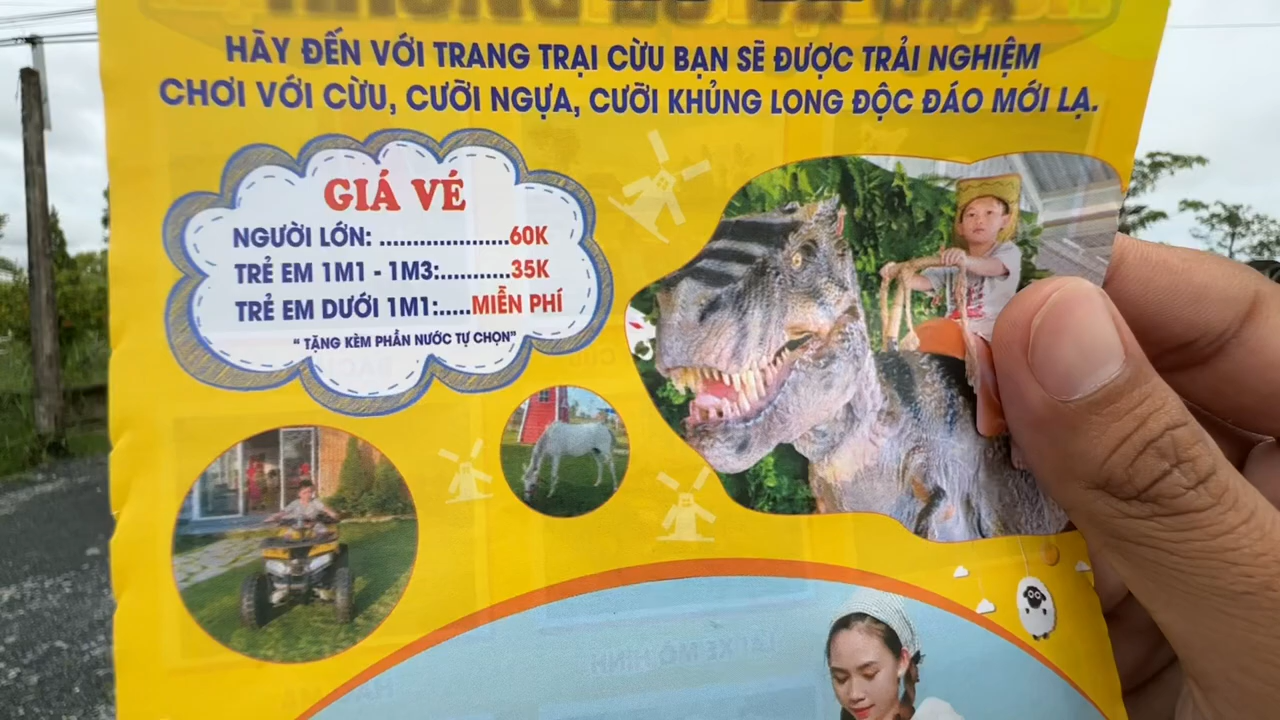 HÃY ĐẾN VỚI TRANG TRẠI CỪU BẠN SẼ ĐƯỢC TRẢI NGHIỆM
CHƠI VỚI CỪU, CƯỠI NGỰA, CƯỠI KHỦNG LONG ĐỘC ĐÁO MỚI LẠ.
GIÁ VÉ
NGƯỜI LỚN: ....................60K
TRẺ EM 1M1 - 1M3:...........35K
TRẺ EM DƯỚI 1M1:.....MIỄN PHÍ
“ TẶNG KÈM PHẦN NƯỚC TỰ CHỌN”